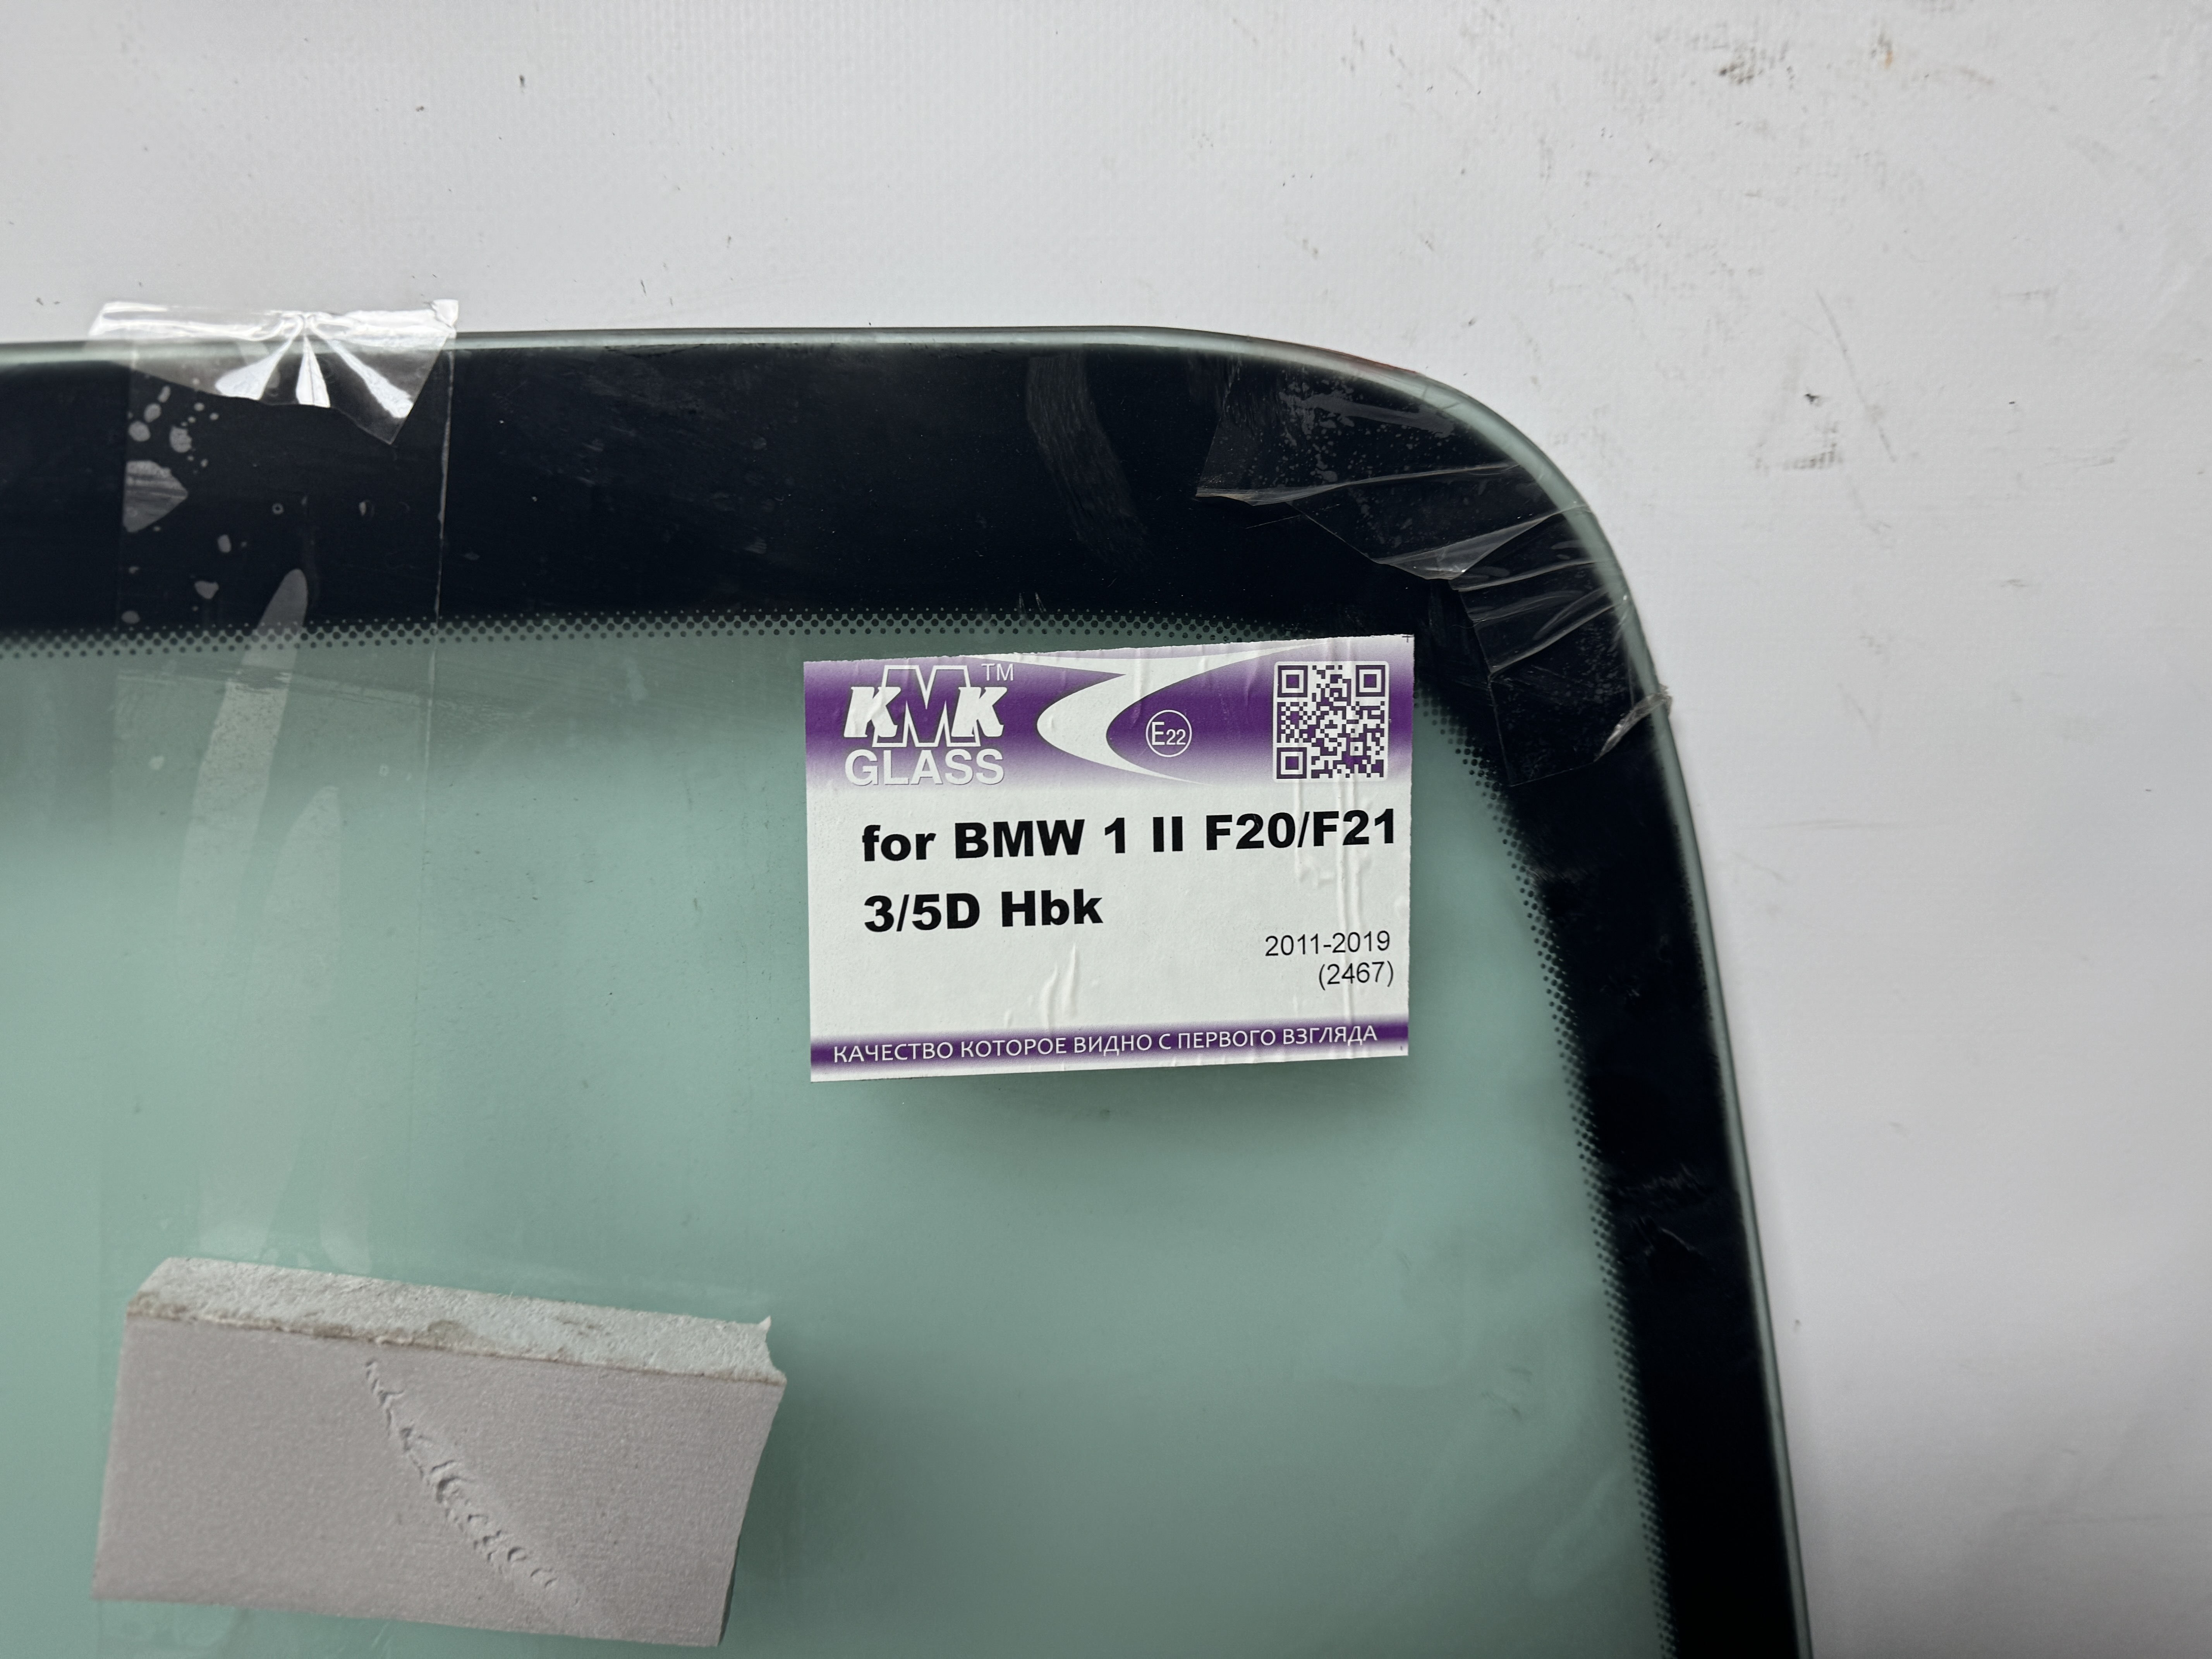 KMK™
GLASS
E22
for BMW 1 II F20/F21
3/5D Hbk
2011-2019
(2467)
КАЧЕСТВО КОТОРОЕ ВИДНО С ПЕРВОГО ВЗГЛЯДА